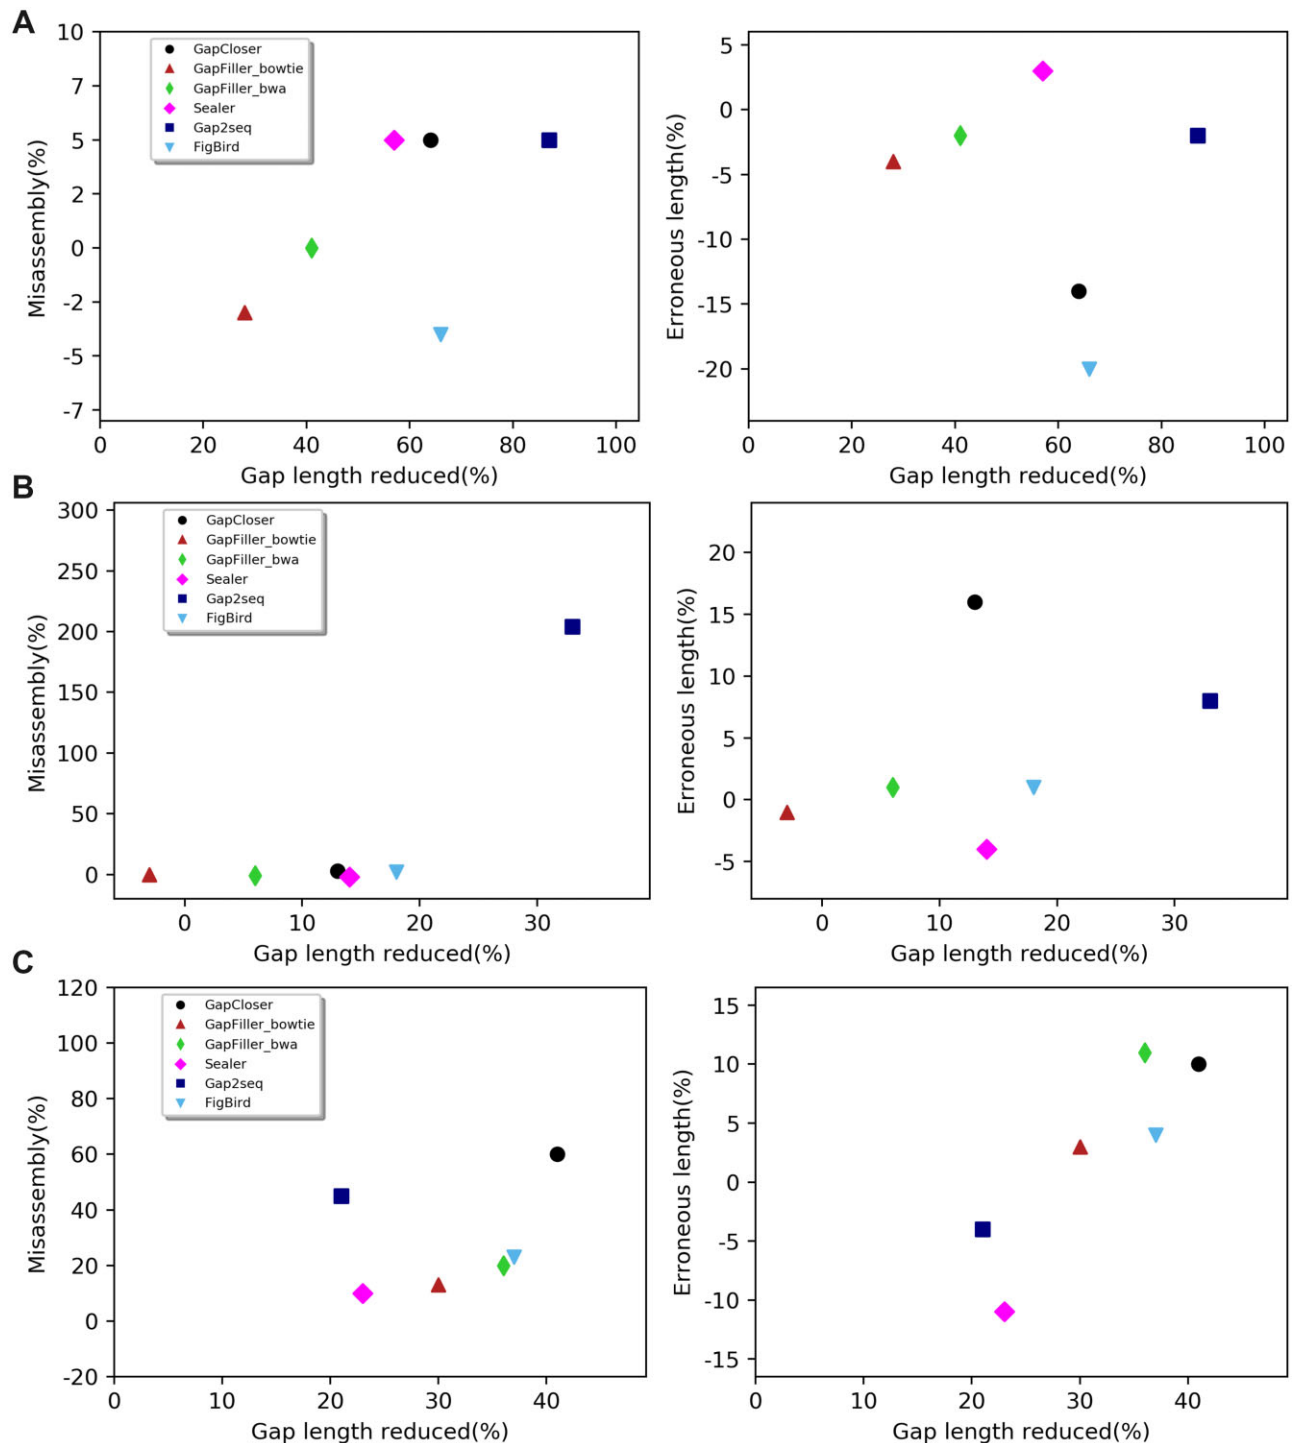 A
10
7
5
2
0
-2
-5
-7
Misassembly(%)
GapCloser
GapFiller_bowtie
GapFiller_bwa
Sealer
Gap2seq
FigBird
0 20 40 60 80 100
Gap length reduced(%)
5
0
-5
-10
-15
-20
Erroneous length(%)
0 20 40 60 80 100
Gap length reduced(%)
B
300
250
200
150
100
50
0
Misassembly(%)
GapCloser
GapFiller_bowtie
GapFiller_bwa
Sealer
Gap2seq
FigBird
0 10 20 30
Gap length reduced(%)
20
15
10
5
0
-5
Erroneous length(%)
0 10 20 30
Gap length reduced(%)
C
120
100
80
60
40
20
0
-20
Misassembly(%)
GapCloser
GapFiller_bowtie
GapFiller_bwa
Sealer
Gap2seq
FigBird
0 10 20 30 40
Gap length reduced(%)
15
10
5
0
-5
-10
-15
Erroneous length(%)
0 10 20 30 40
Gap length reduced(%)